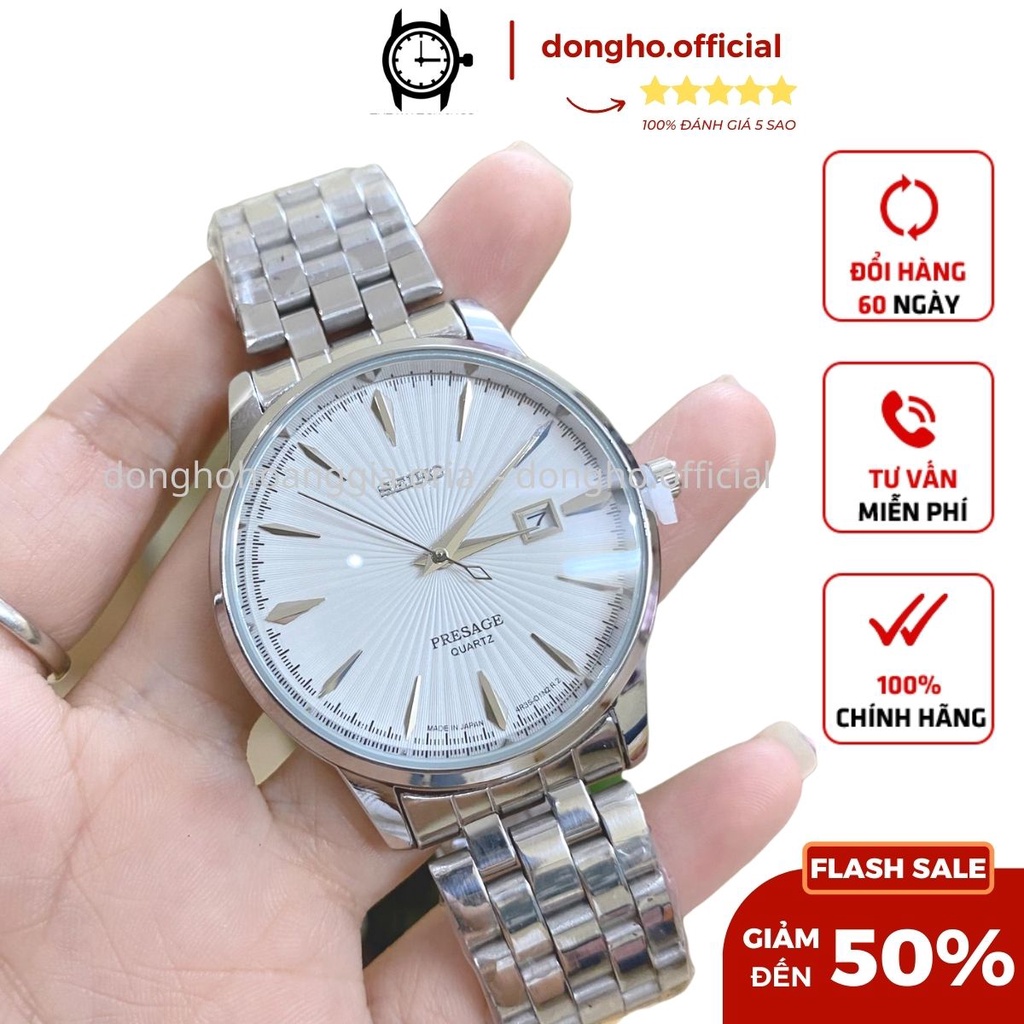 dongho.official
100% ĐÁNH GIÁ 5 SAO
ĐỔI HÀNG
60 NGÀY
TƯ VẤN
MIỄN PHÍ
100%
CHÍNH HÃNG
SEIKO
7
PRESAGE
QUARTZ
MADE IN JAPAN
dongho.official
FLASH SALE
GIẢM
ĐẾN
50%